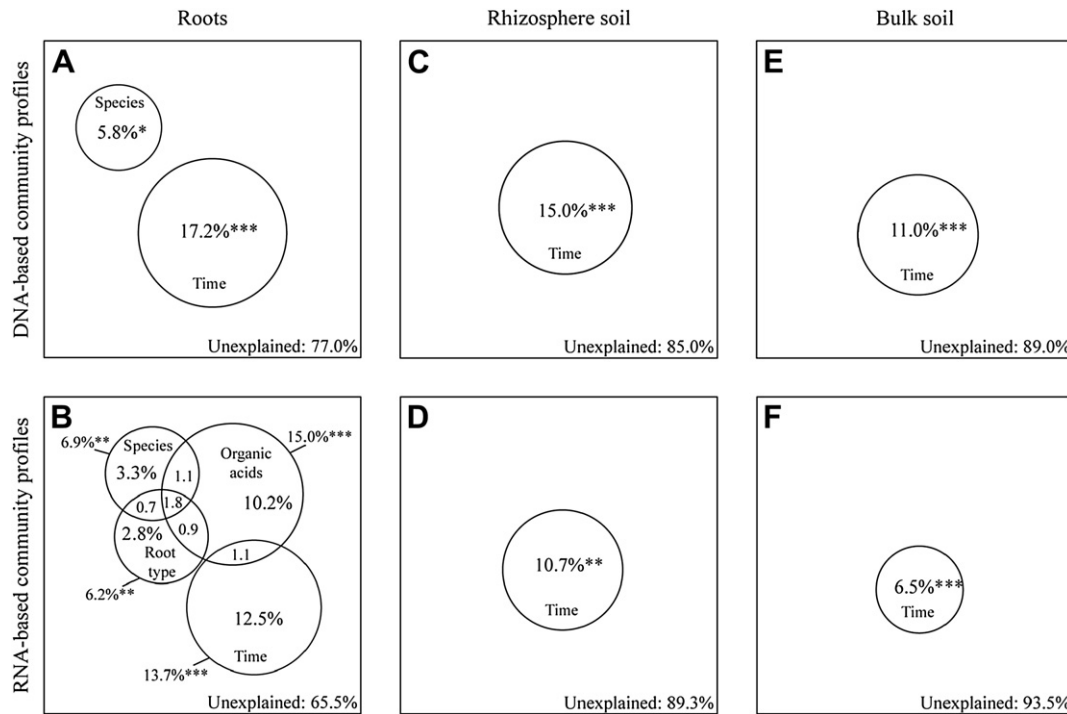 Roots
Rhizosphere soil
Bulk soil
DNA-based community profiles
A
Species
5.8%*
17.2%***
Time
Unexplained: 77.0%
C
15.0%***
Time
Unexplained: 85.0%
E
11.0%***
Time
Unexplained: 89.0%
RNA-based community profiles
B
6.9%**
Species
3.3%
1.1
Organic
acids
15.0%***
10.2%
0.7
1.8
2.8%
0.9
Root
type
6.2%**
1.1
12.5%
Time
13.7%***
Unexplained: 65.5%
D
10.7%**
Time
Unexplained: 89.3%
F
6.5%***
Time
Unexplained: 93.5%